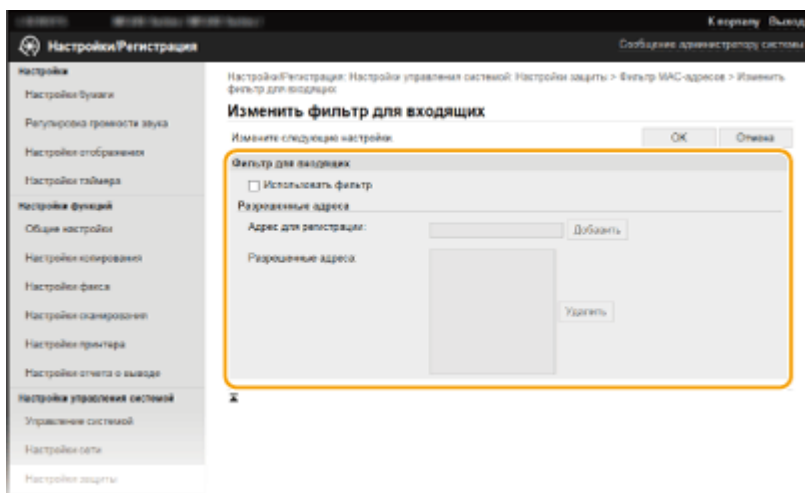 К порталу Выход
Настройки/Регистрация
Сообщение администратору системы
Настройки
Настройки бумаги
Регулировка громкости звука
Настройки отображения
Настройки таймера
Настройки функций
Общие настройки
Настройки копирования
Настройки факса
Настройки сканирования
Настройки принтера
Настройки отчета о выводе
Настройки управления системой
Управление системой
Настройки сети
Настройки защиты
Настройка/Регистрация: Настройки управления системой: Настройки защиты > Фильтр MAC-адресов > Изменить
фильтр для входящих
Изменить фильтр для входящих
Измените следующие настройки.
OK Отмена
Фильтр для входящих
Использовать фильтр
Разрешенные адреса
Адрес для регистрации: Добавить
Разрешенные адреса:
Удалить